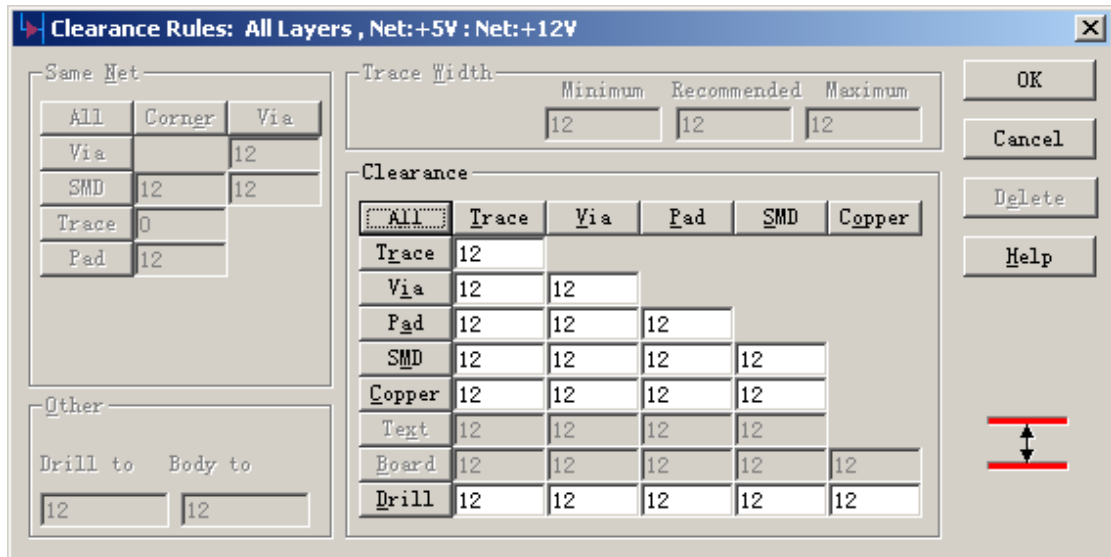 Clearance Rules: All Layers , Net:+5V : Net:+12V
Same Net
All Corner Via
Via 12
SMD 12 12
Trace 0
Pad 12
Trace Width
Minimum Recommended Maximum
12 12 12
Clearance
All Trace Via Pad SMD Copper
Trace 12
Via 12 12
Pad 12 12 12
SMD 12 12 12 12
Copper 12 12 12 12
Text 12 12 12 12
Board 12 12 12 12 12
Drill 12 12 12 12 12
Other
Drill to Body to
12 12
OK
Cancel
Delete
Help